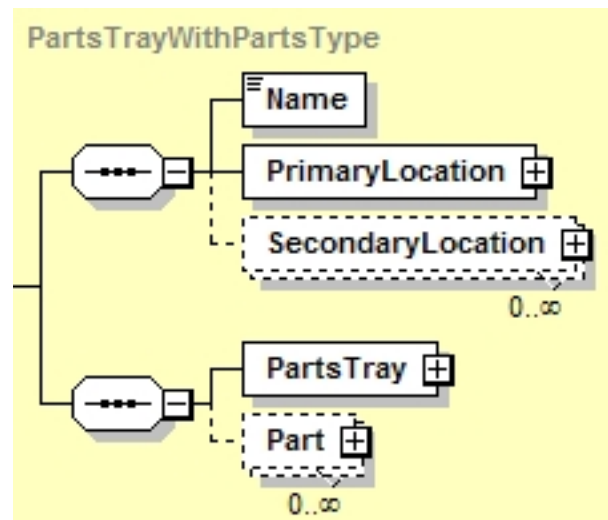 PartsTrayWithPartsType
Name
PrimaryLocation
SecondaryLocation
0..∞
PartsTray
Part
0..∞